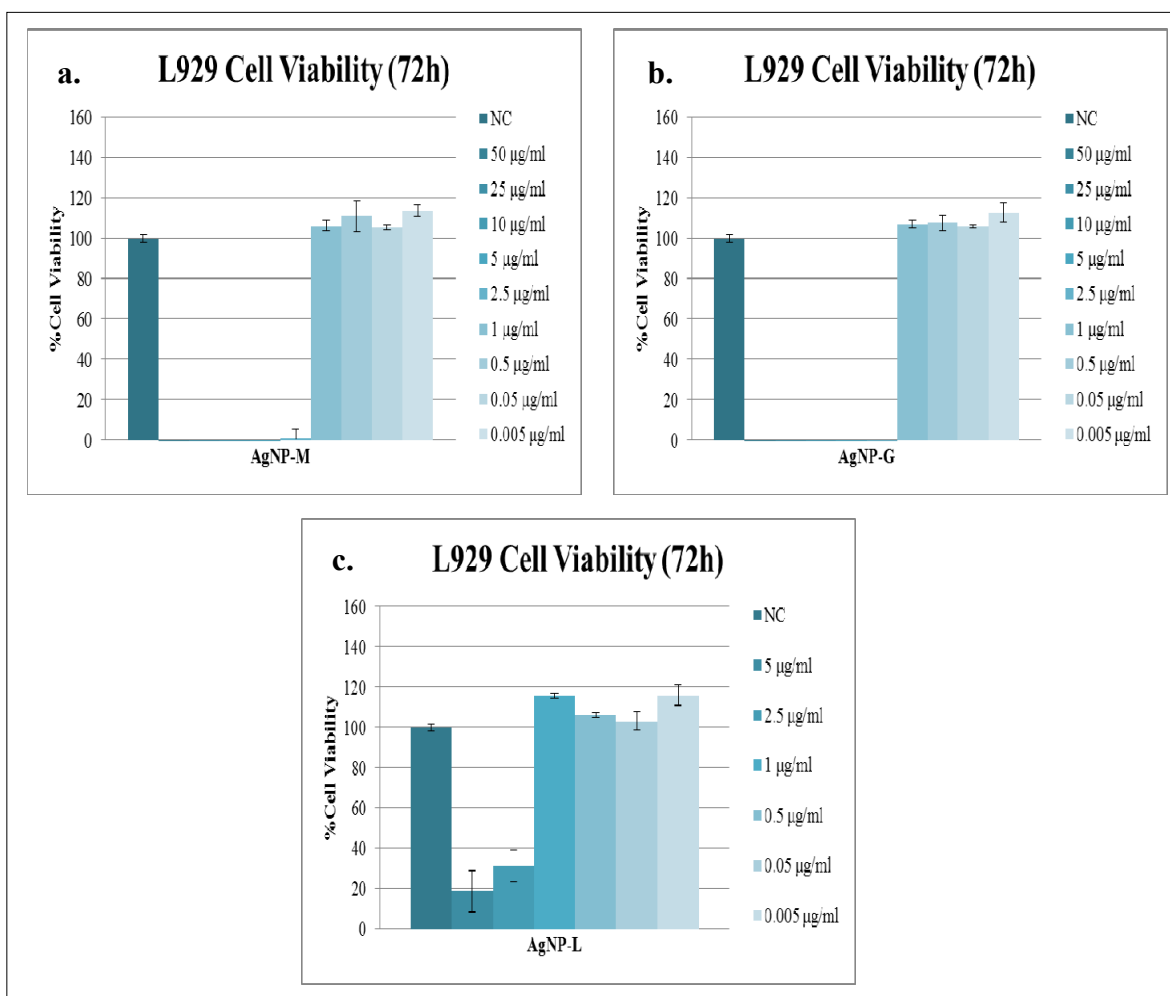 a.
L929 Cell Viability (72h)
%Cell Viability
160
140
120
100
80
60
40
20
0
AgNP-M
NC
50 µg/ml
25 µg/ml
10 µg/ml
5 µg/ml
2.5 µg/ml
1 µg/ml
0.5 µg/ml
0.05 µg/ml
0.005 µg/ml
b.
L929 Cell Viability (72h)
%Cell Viability
160
140
120
100
80
60
40
20
0
AgNP-G
NC
50 µg/ml
25 µg/ml
10 µg/ml
5 µg/ml
2.5 µg/ml
1 µg/ml
0.5 µg/ml
0.05 µg/ml
0.005 µg/ml
c.
L929 Cell Viability (72h)
%Cell Viability
160
140
120
100
80
60
40
20
0
AgNP-L
NC
5 µg/ml
2.5 µg/ml
1 µg/ml
0.5 µg/ml
0.05 µg/ml
0.005 µg/ml